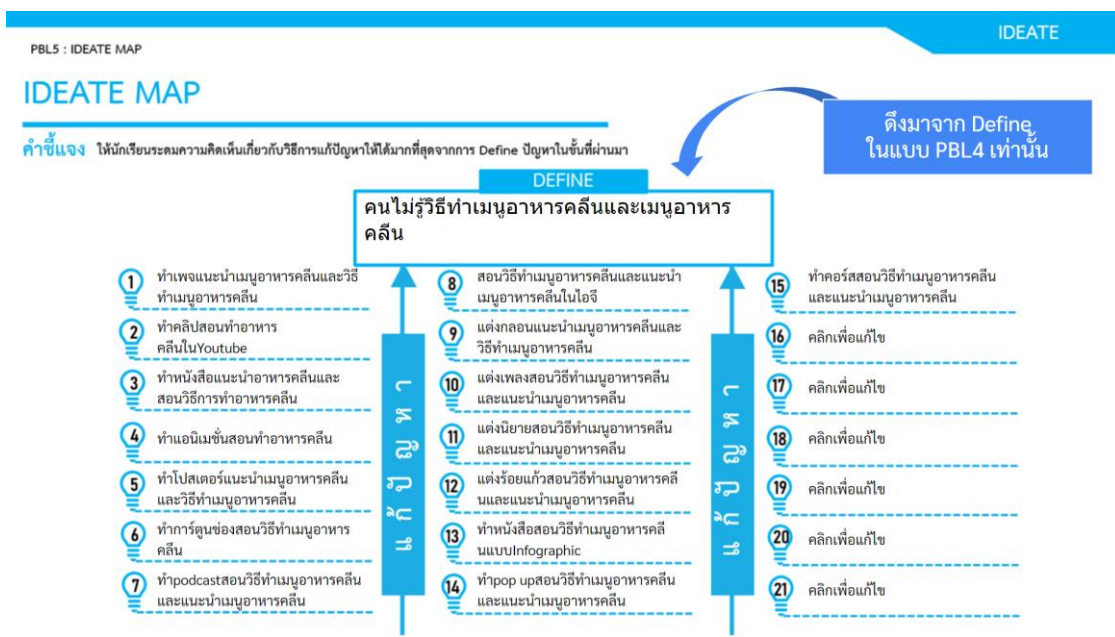 IDEATE
PBL5 : IDEATE MAP
IDEATE MAP
ดึงมาจาก Define
ในแบบ PBL4 เท่านั้น
คำชี้แจง ให้นักเรียนระดมความคิดเห็นเกี่ยวกับวิธีการแก้ปัญหาให้ได้มากที่สุดจากการ Define ปัญหาในขั้นที่ผ่านมา
DEFINE
คนไม่รู้วิธีทำเมนูอาหารคลีนและเมนูอาหาร
คลีน
1 ทำเพจแนะนำเมนูอาหารคลีนและวิธี
ทำเมนูอาหารคลีน
2 ทำคลิปสอนทำอาหาร
คลีนในYoutube
3 ทำหนังสือแนะนำอาหารคลีนและ
สอนวิธีการทำอาหารคลีน
4 ทำแอนิเมชั่นสอนทำอาหารคลีน
5 ทำโปสเตอร์แนะนำเมนูอาหารคลีน
และวิธีทำเมนูอาหารคลีน
6 ทำการ์ตูนช่องสอนวิธีทำเมนูอาหาร
คลีน
7 ทำpodcastสอนวิธีทำเมนูอาหารคลีน
และแนะนำเมนูอาหารคลีน
แก้ปัญหา
8 สอนวิธีทำเมนูอาหารคลีนและแนะนำ
เมนูอาหารคลีนในไอจี
9 แต่งกลอนแนะนำเมนูอาหารคลีนและ
วิธีทำเมนูอาหารคลีน
10 แต่งเพลงสอนวิธีทำเมนูอาหารคลีน
และแนะนำเมนูอาหารคลีน
11 แต่งนิยายสอนวิธีทำเมนูอาหารคลีน
และแนะนำเมนูอาหารคลีน
12 แต่งร้อยแก้วสอนวิธีทำเมนูอาหารคลี
นและแนะนำเมนูอาหารคลีน
13 ทำหนังสือสอนวิธีทำเมนูอาหารคลี
นแบบInfographic
14 ทำpop upสอนวิธีทำเมนูอาหารคลีน
และแนะนำเมนูอาหารคลีน
แก้ปัญหา
15 ทำคอร์สสอนวิธีทำเมนูอาหารคลีน
และแนะนำเมนูอาหารคลีน
16 คลิกเพื่อแก้ไข
17 คลิกเพื่อแก้ไข
18 คลิกเพื่อแก้ไข
19 คลิกเพื่อแก้ไข
20 คลิกเพื่อแก้ไข
21 คลิกเพื่อแก้ไข